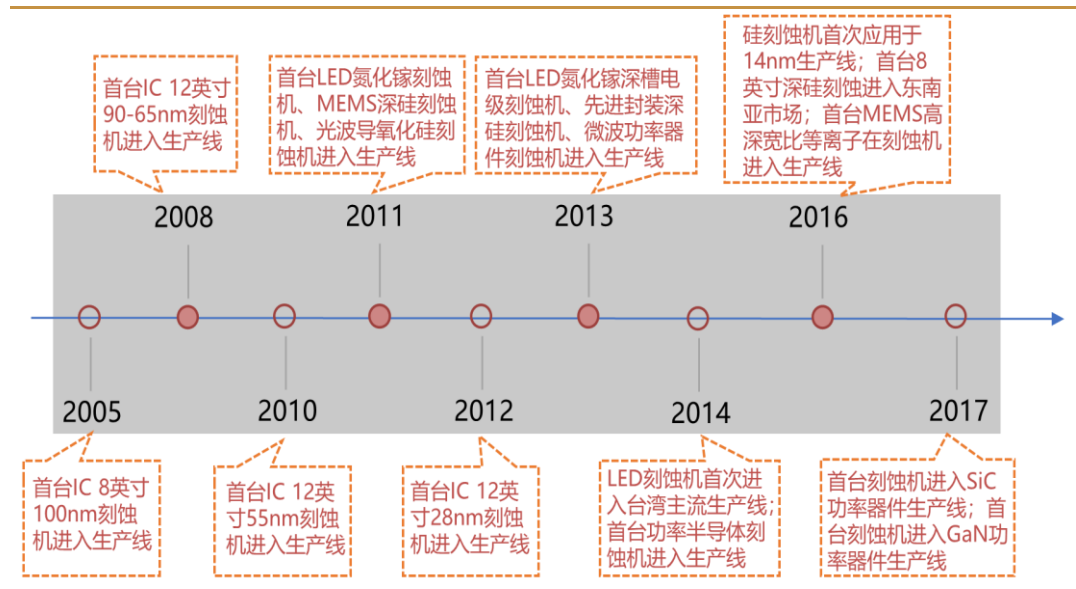 首台IC 12英寸
90-65nm刻蚀
机进入生产线
首台LED氮化镓刻蚀
机、MEMS深硅刻蚀
机、光波导氧化硅刻
蚀机进入生产线
首台LED氮化镓深槽电
级刻蚀机、先进封装深
硅刻蚀机、微波功率器
件刻蚀机进入生产线
硅刻蚀机首次应用于
14nm生产线；首台8
英寸深硅刻蚀进入东南
亚市场；首台MEMS高
深宽比等离子在刻蚀机
进入生产线
2008
2011
2013
2016
2005
2010
2012
2014
2017
首台IC 8英寸
100nm刻蚀
机进入生产线
首台IC 12英
寸55nm刻蚀
机进入生产线
首台IC 12英
寸28nm刻蚀
机进入生产线
LED刻蚀机首次进
入台湾主流生产线；
首台功率半导体刻
蚀机进入生产线
首台刻蚀机进入SiC
功率器件生产线；首
台刻蚀机进入GaN功
率器件生产线